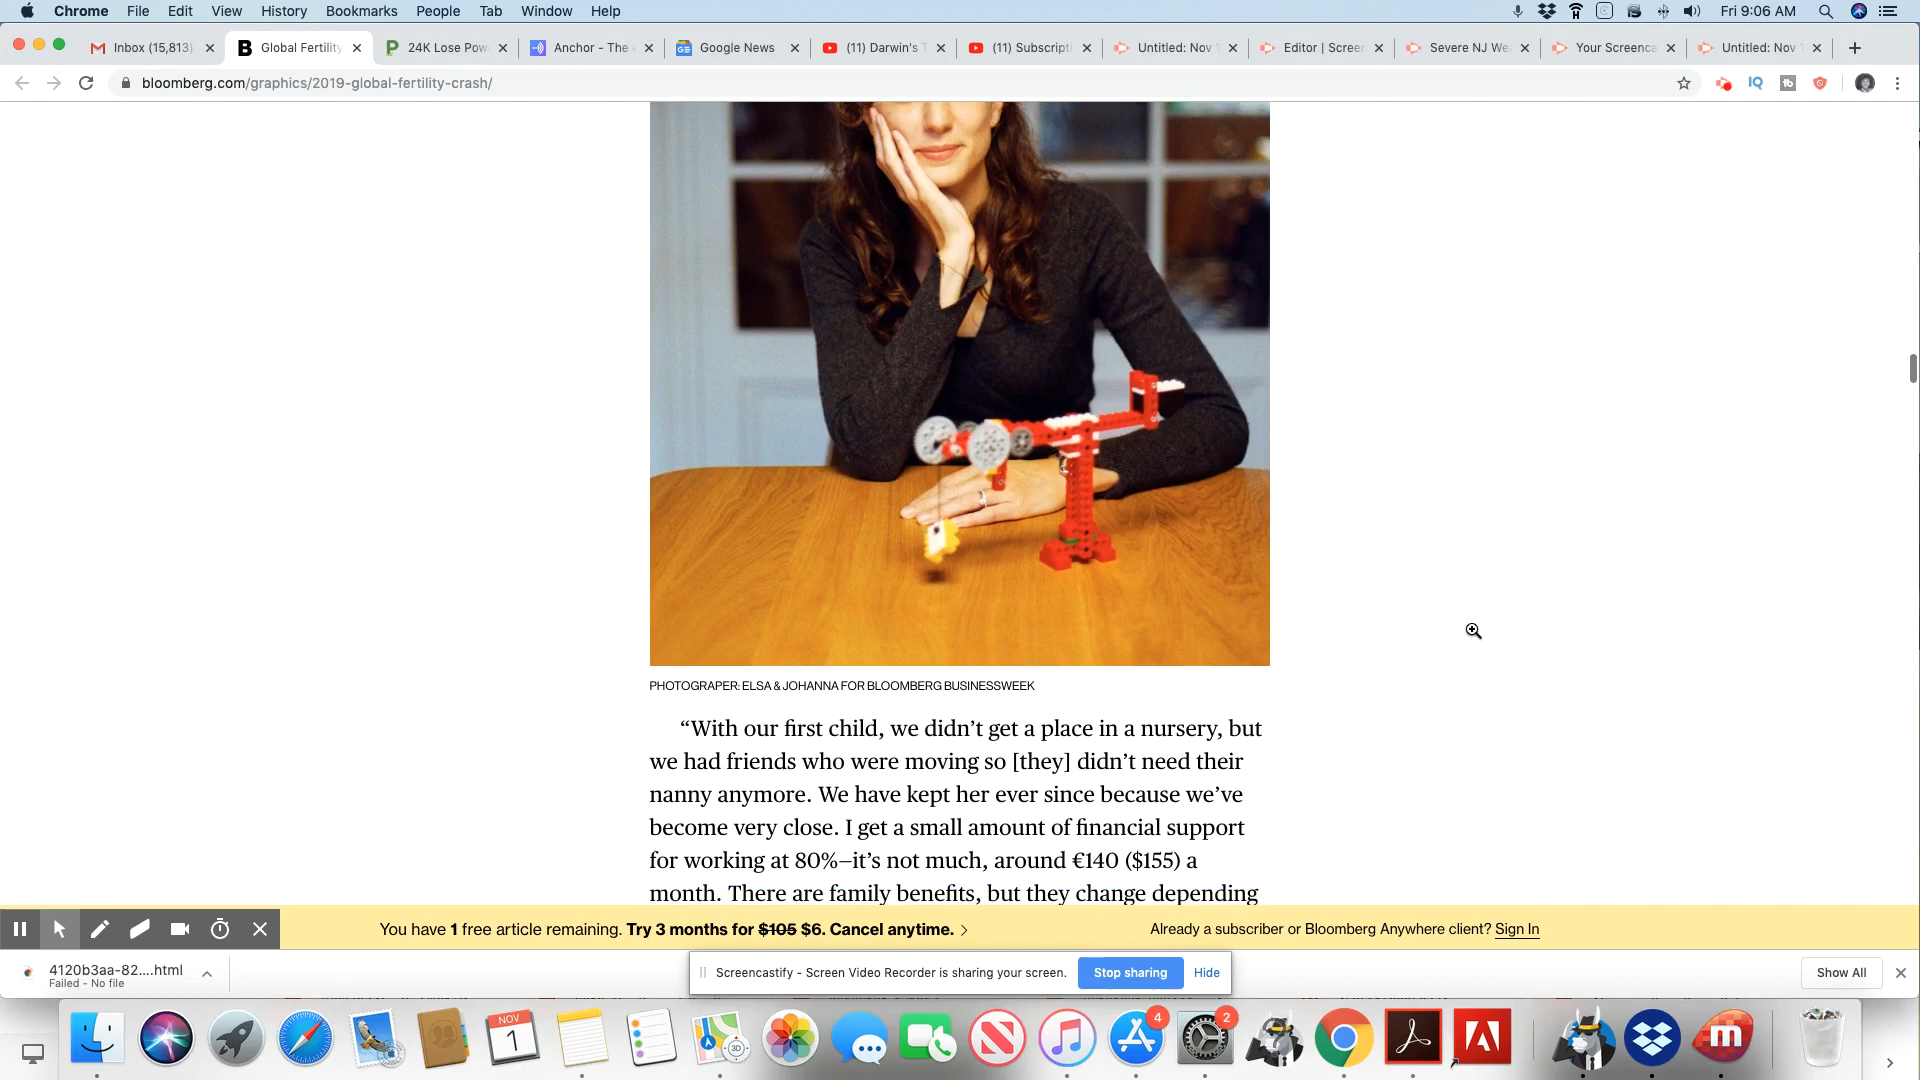 Chrome File Edit View History Bookmarks People Tab Window Help Fri 9:06 AM
Inbox (15,813) Global Fertility 24K Lose Pow Anchor - The Google News (11) Darwin's T (11) Subscripti Untitled: Nov 1 Editor | Screen Severe NJ We Your Screenca Untitled: Nov 1
bloomberg.com/graphics/2019-global-fertility-crash/
PHOTOGRAPER: ELSA & JOHANNA FOR BLOOMBERG BUSINESSWEEK
“With our first child, we didn’t get a place in a nursery, but
we had friends who were moving so [they] didn’t need their
nanny anymore. We have kept her ever since because we’ve
become very close. I get a small amount of financial support
for working at 80%—it’s not much, around €140 ($155) a
month. There are family benefits, but they change depending
You have 1 free article remaining. Try 3 months for $105 $6. Cancel anytime. Already a subscriber or Bloomberg Anywhere client? Sign In
4120b3aa-82....html
Failed - No file
Screencastify - Screen Video Recorder is sharing your screen. Stop sharing Hide
Show All
NOV
1
3D
4
2